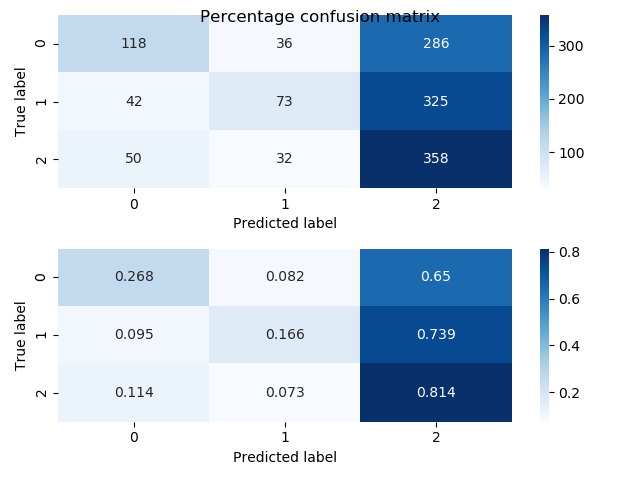 Percentage confusion matrix
True label
0 118 36 286
1 42 73 325
2 50 32 358
0 1 2
Predicted label
300
200
100
True label
0 0.268 0.082 0.65
1 0.095 0.166 0.739
2 0.114 0.073 0.814
0 1 2
Predicted label
0.8
0.6
0.4
0.2